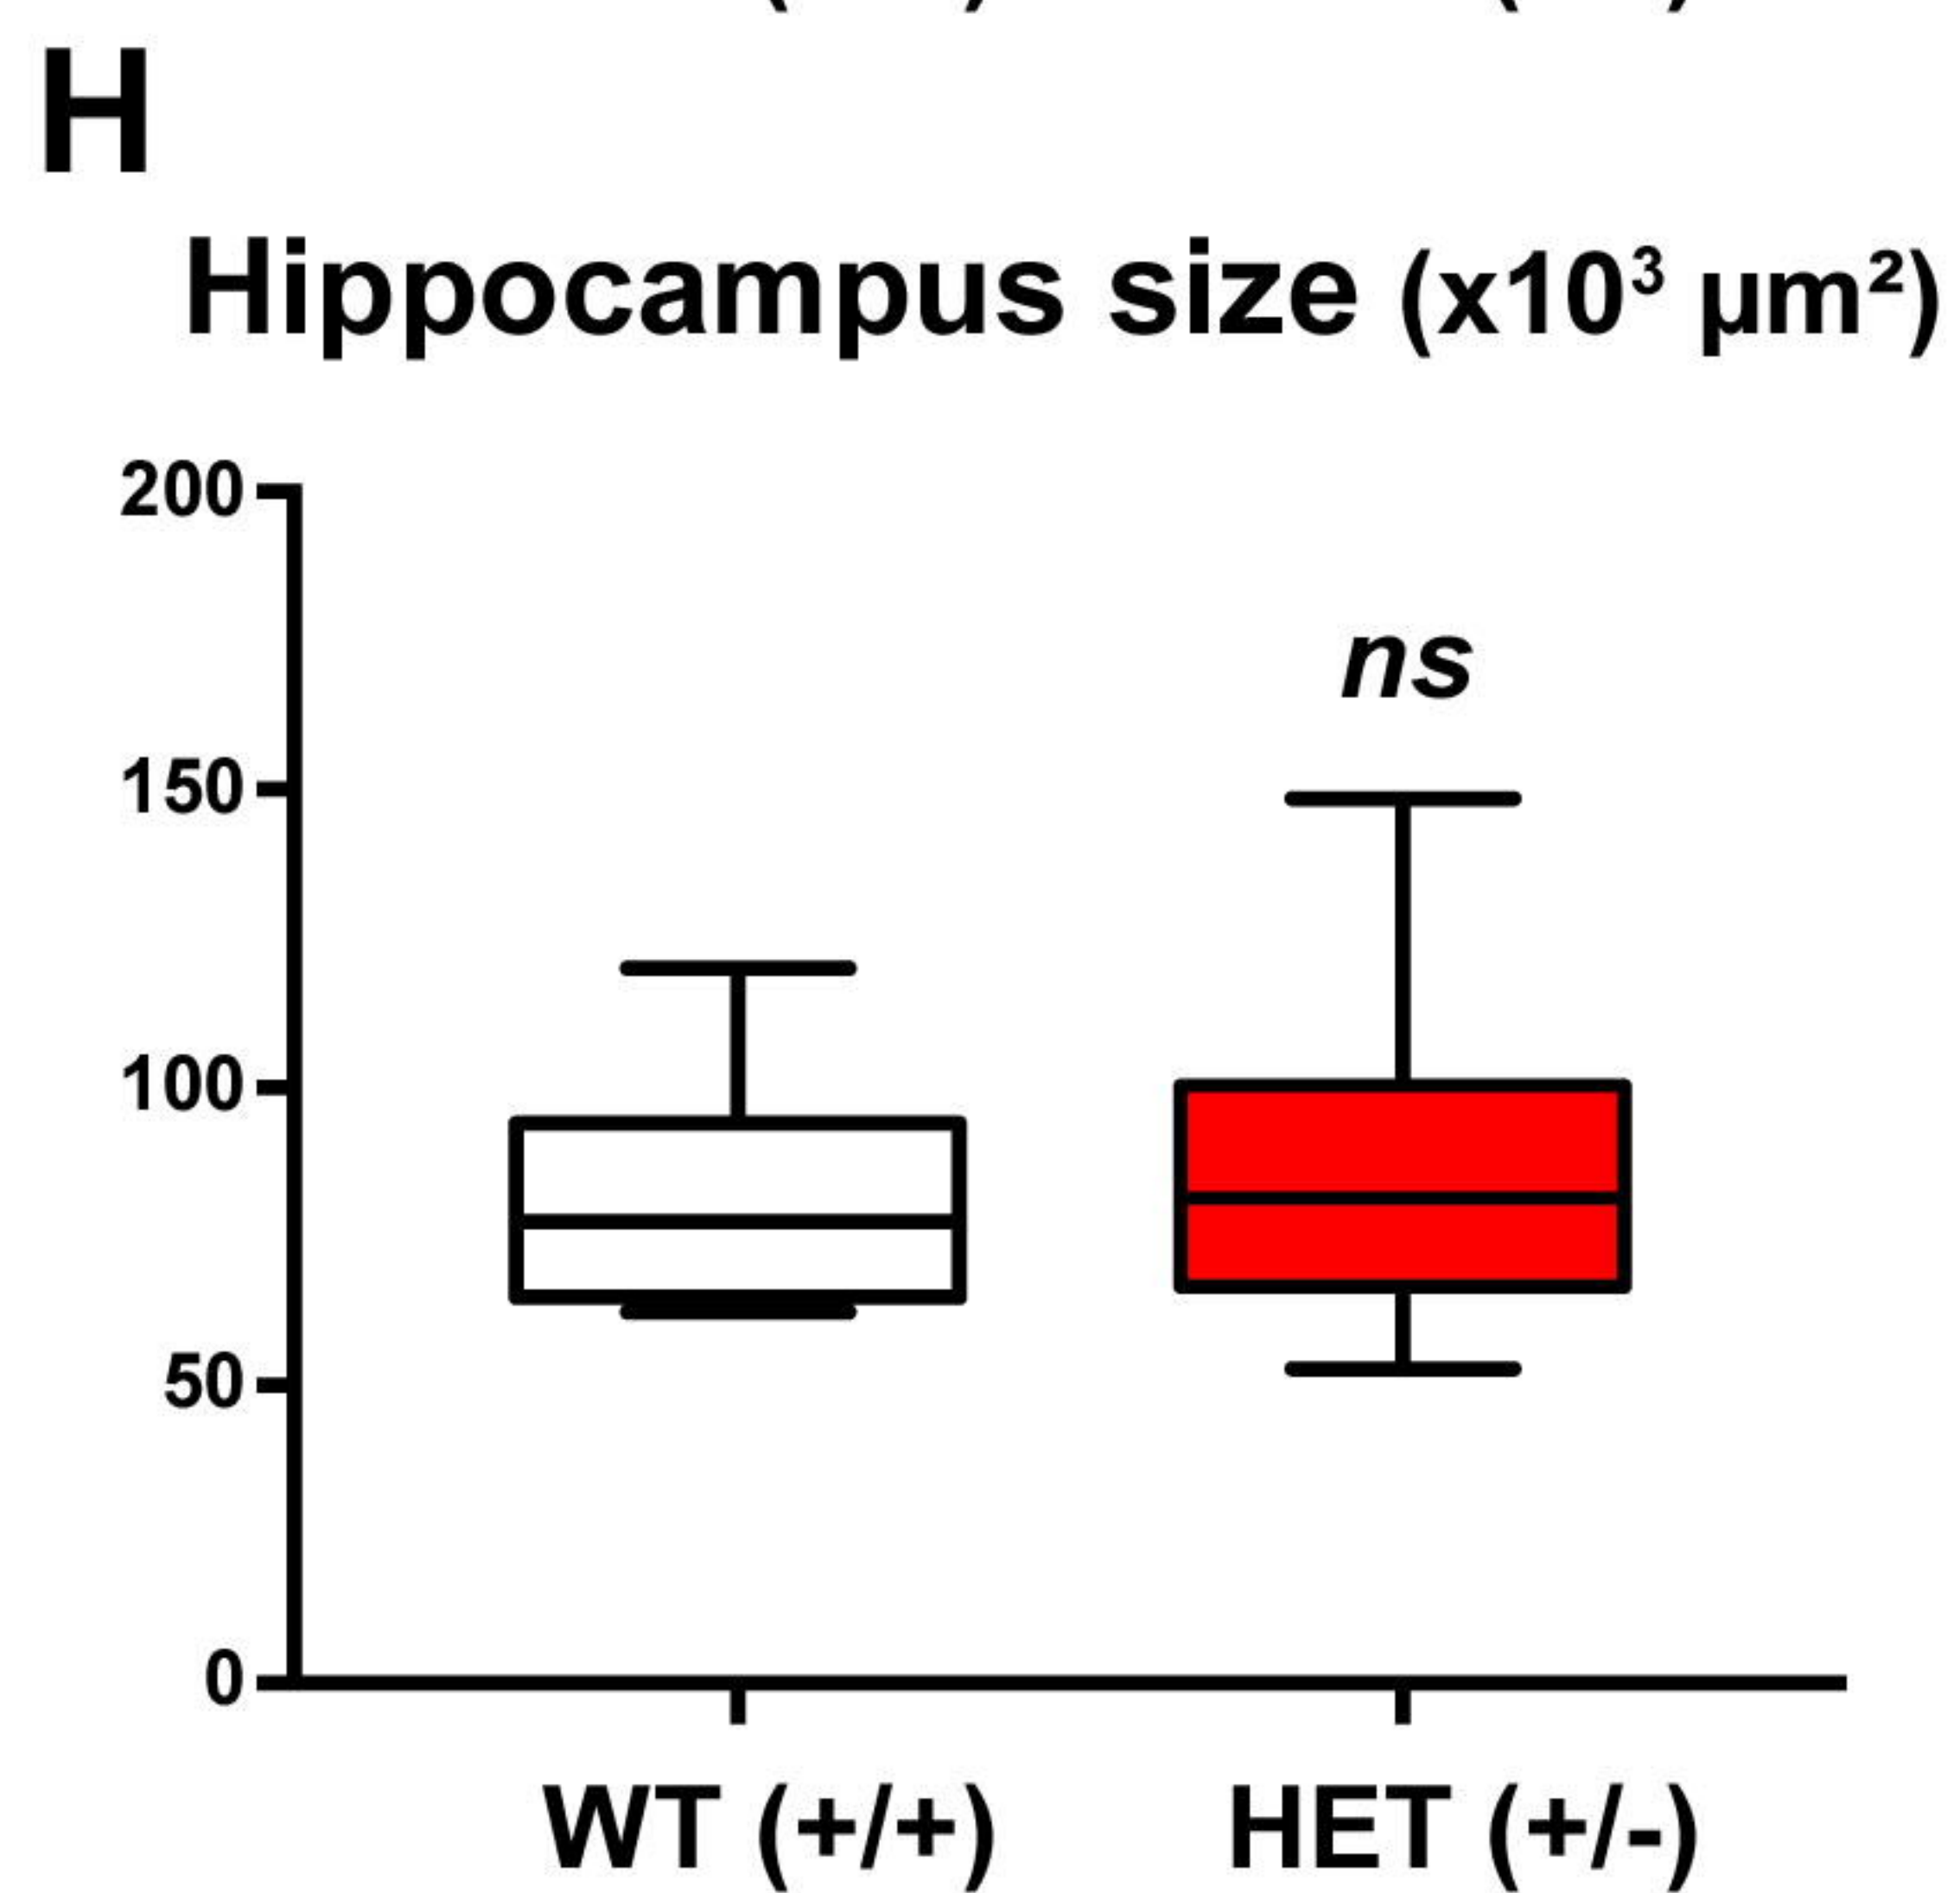 H
Hippocampus size (x10³ µm²)
200
ns
150
100
50
0
WT (+/+) HET (+/-)